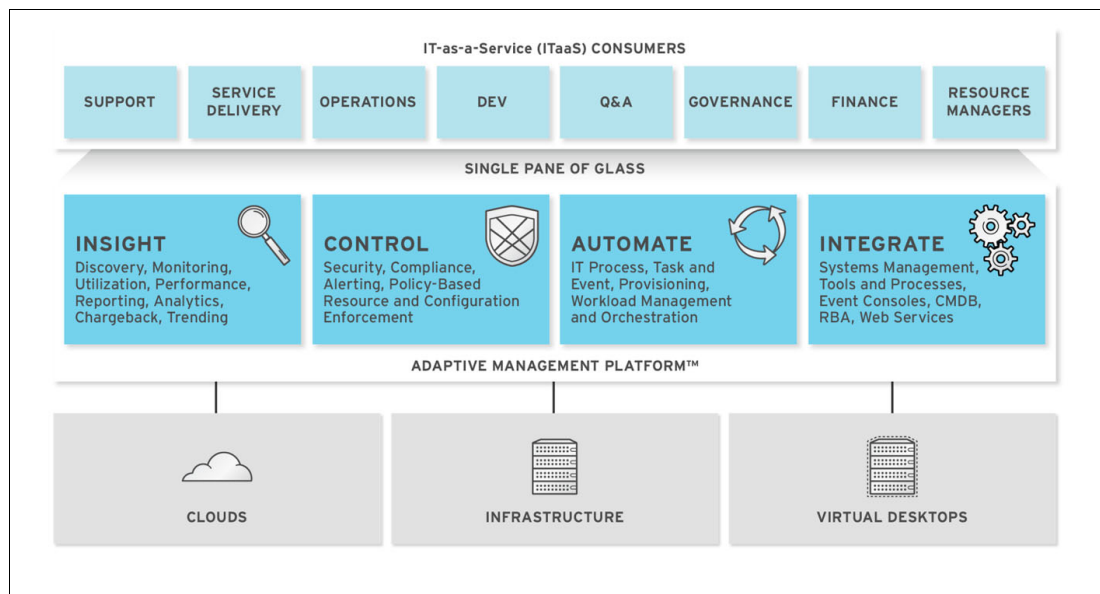 IT-as-a-Service (ITaaS) CONSUMERS
SUPPORT
SERVICE
DELIVERY
OPERATIONS
DEV
Q&A
GOVERNANCE
FINANCE
RESOURCE
MANAGERS
SINGLE PANE OF GLASS
INSIGHT
Discovery, Monitoring,
Utilization, Performance,
Reporting, Analytics,
Chargeback, Trending
CONTROL
Security, Compliance,
Alerting, Policy-Based
Resource and Configuration
Enforcement
AUTOMATE
IT Process, Task and
Event, Provisioning,
Workload Management
and Orchestration
INTEGRATE
Systems Management,
Tools and Processes,
Event Consoles, CMDB,
RBA, Web Services
ADAPTIVE MANAGEMENT PLATFORM™
CLOUDS
INFRASTRUCTURE
VIRTUAL DESKTOPS